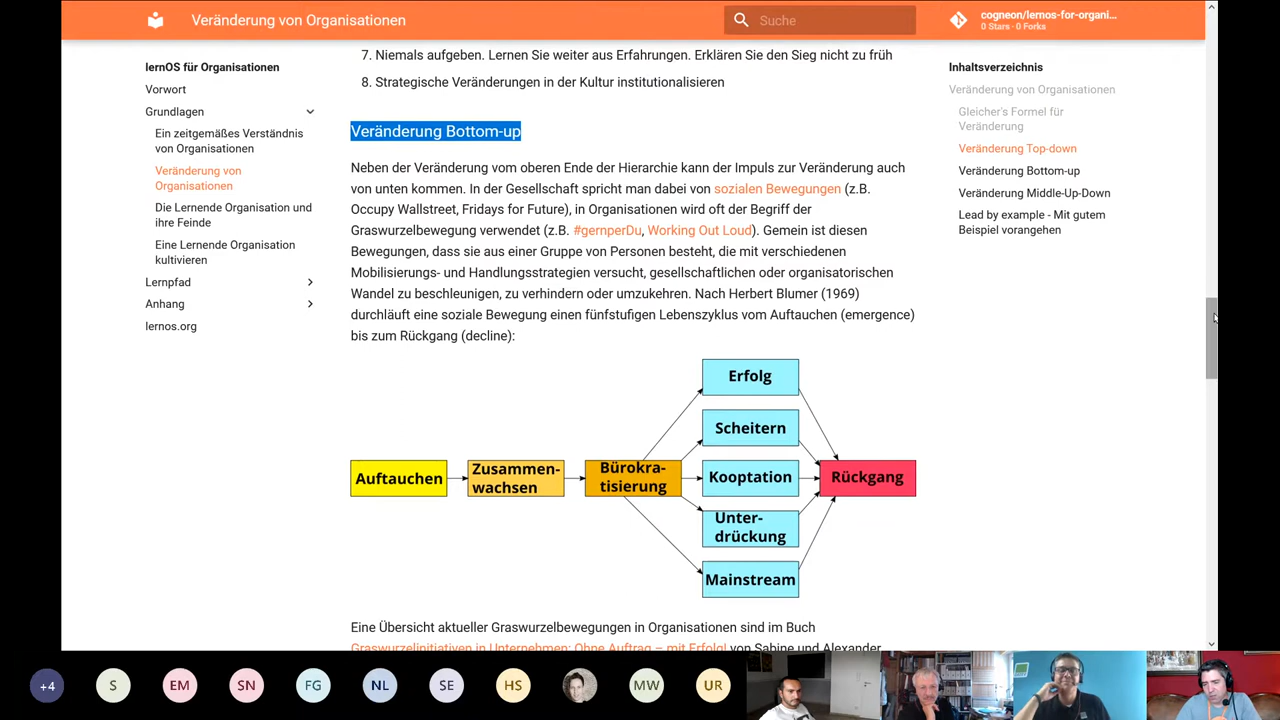 Veränderung von Organisationen
Suche
cogneon/lernos-for-organi...
0 Stars · 0 Forks
lernOS für Organisationen
Vorwort
Grundlagen
Ein zeitgemäßes Verständnis
von Organisationen
Veränderung von
Organisationen
Die Lernende Organisation und
ihre Feinde
Eine Lernende Organisation
kultivieren
Lernpfad
Anhang
lernos.org
7. Niemals aufgeben. Lernen Sie weiter aus Erfahrungen. Erklären Sie den Sieg nicht zu früh
8. Strategische Veränderungen in der Kultur institutionalisieren
Veränderung Bottom-up
Neben der Veränderung vom oberen Ende der Hierarchie kann der Impuls zur Veränderung auch
von unten kommen. In der Gesellschaft spricht man dabei von sozialen Bewegungen (z.B.
Occupy Wallstreet, Fridays for Future), in Organisationen wird oft der Begriff der
Graswurzelbewegung verwendet (z.B. #gernperDu, Working Out Loud). Gemein ist diesen
Bewegungen, dass sie aus einer Gruppe von Personen besteht, die mit verschiedenen
Mobilisierungs- und Handlungsstrategien versucht, gesellschaftlichen oder organisatorischen
Wandel zu beschleunigen, zu verhindern oder umzukehren. Nach Herbert Blumer (1969)
durchläuft eine soziale Bewegung einen fünfstufigen Lebenszyklus vom Auftauchen (emergence)
bis zum Rückgang (decline):
Auftauchen
Zusammen-
wachsen
Bürokra-
tisierung
Erfolg
Scheitern
Kooptation
Unter-
drückung
Mainstream
Rückgang
Eine Übersicht aktueller Graswurzelbewegungen in Organisationen sind im Buch
Graswurzelinitiativen in Unternehmen: Ohne Auftrag – mit Erfolg! von Sabine und Alexander
Inhaltsverzeichnis
Veränderung von Organisationen
Gleicher's Formel für
Veränderung
Veränderung Top-down
Veränderung Bottom-up
Veränderung Middle-Up-Down
Lead by example - Mit gutem
Beispiel vorangehen
+4
S
EM
SN
FG
NL
SE
HS
MW
UR